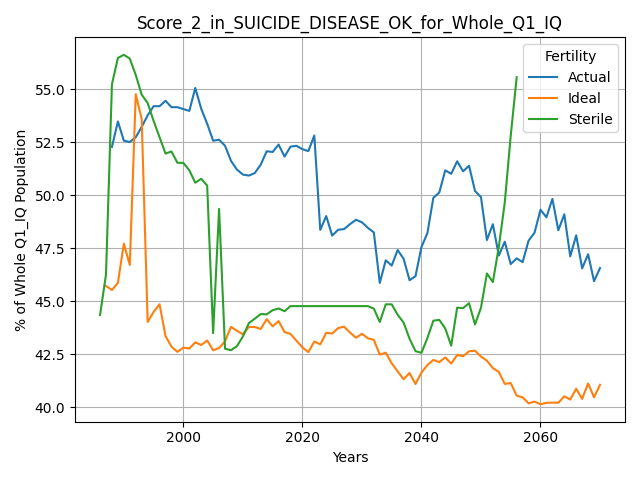 Score_2_in_SUICIDE_DISEASE_OK_for_Whole_Q1_IQ
Fertility
Actual
Ideal
Sterile
% of Whole Q1_IQ Population
55.0
52.5
50.0
47.5
45.0
42.5
40.0
2000
2020
2040
2060
Years